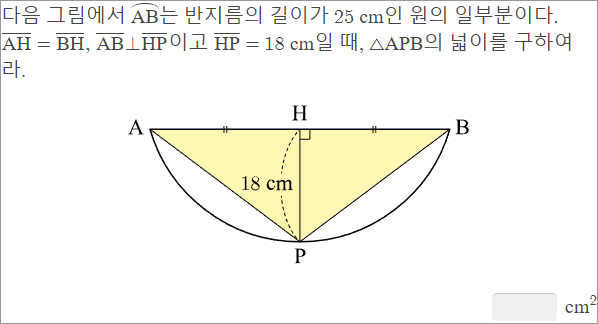 다음 그림에서 AB는 반지름의 길이가 25 cm인 원의 일부분이다.
AH = BH, AB⊥HP이고 HP = 18 cm일 때, △APB의 넓이를 구하여
라.
H
A
B
18 cm
P
cm²